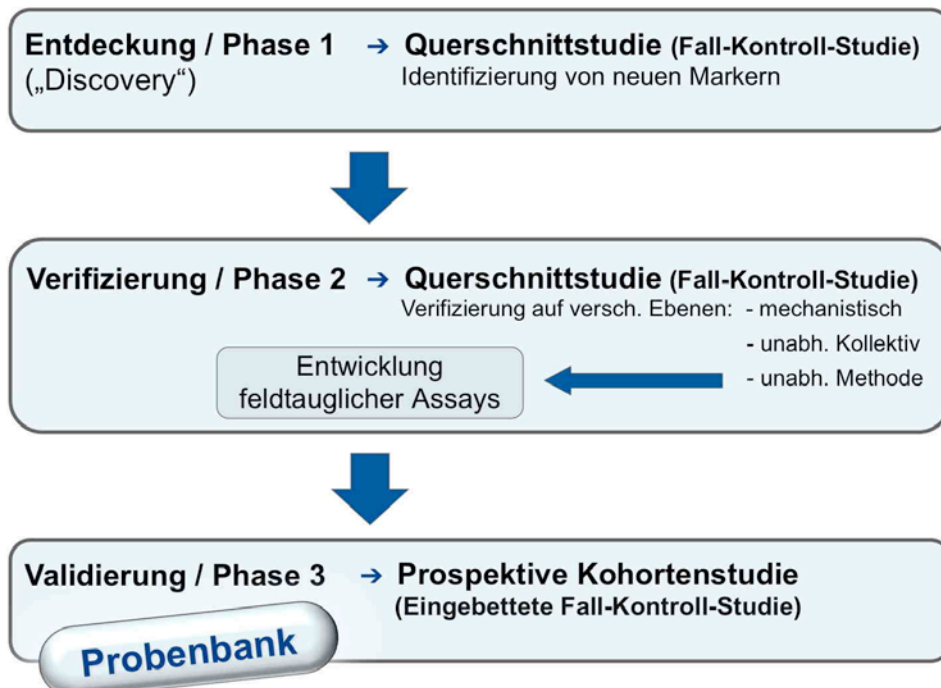 Entdeckung / Phase 1 → Querschnittstudie (Fall-Kontroll-Studie)
(„Discovery“) Identifizierung von neuen Markern
Verifizierung / Phase 2 → Querschnittstudie (Fall-Kontroll-Studie)
Verifizierung auf versch. Ebenen: - mechanistisch
- unabh. Kollektiv
- unabh. Methode
Entwicklung
feldtauglicher Assays
Validierung / Phase 3 → Prospektive Kohortenstudie
(Eingebettete Fall-Kontroll-Studie)
Probenbank